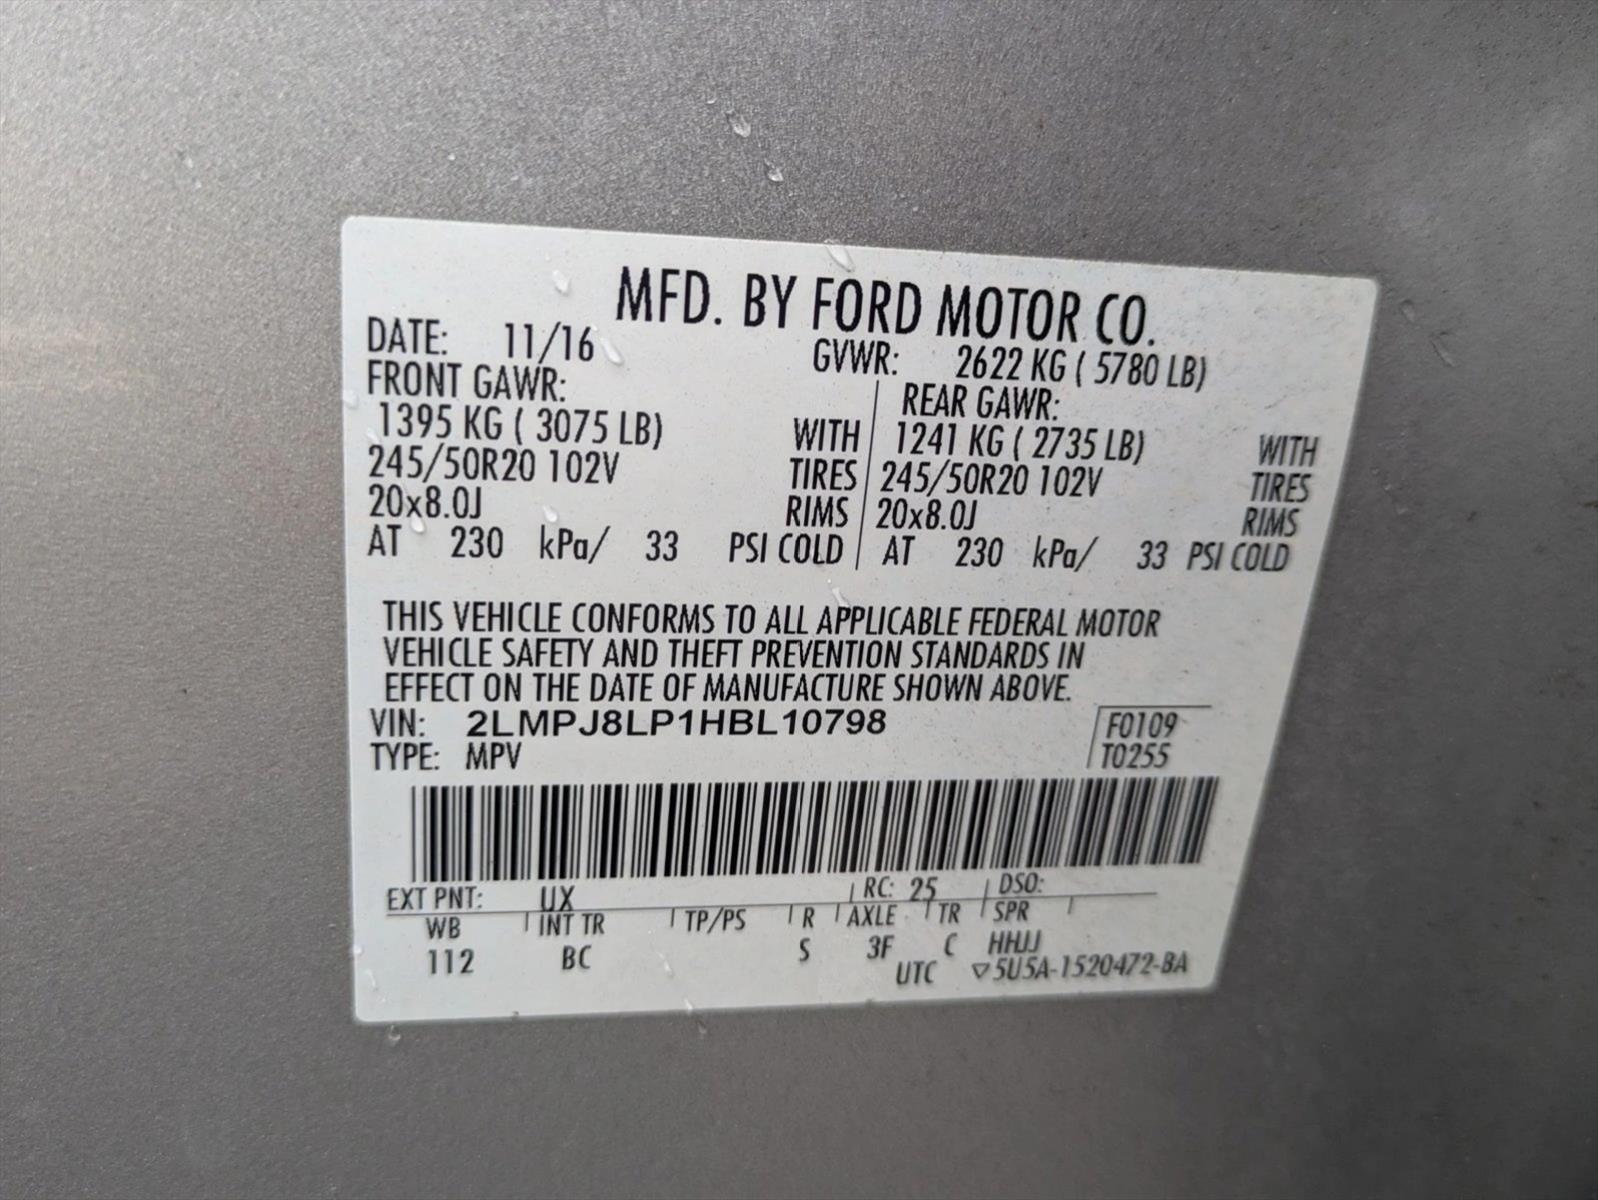 MFD. BY FORD MOTOR CO.
DATE: 11/16 GVWR: 2622 KG ( 5780 LB)
FRONT GAWR: REAR GAWR:
1395 KG ( 3075 LB) WITH 1241 KG ( 2735 LB) WITH
245/50R20 102V TIRES 245/50R20 102V TIRES
20x8.0J RIMS 20x8.0J RIMS
AT 230 kPa/ 33 PSI COLD AT 230 kPa/ 33 PSI COLD
THIS VEHICLE CONFORMS TO ALL APPLICABLE FEDERAL MOTOR
VEHICLE SAFETY AND THEFT PREVENTION STANDARDS IN
EFFECT ON THE DATE OF MANUFACTURE SHOWN ABOVE.
VIN: 2LMPJ8LP1HBL10798 F0109
TYPE: MPV T0255
EXT PNT: UX RC: 25 DSO:
WB INT TR TP/PS R AXLE TR SPR
112 BC S 3F C HHJJ
UTC ▽5U5A-1520472-BA